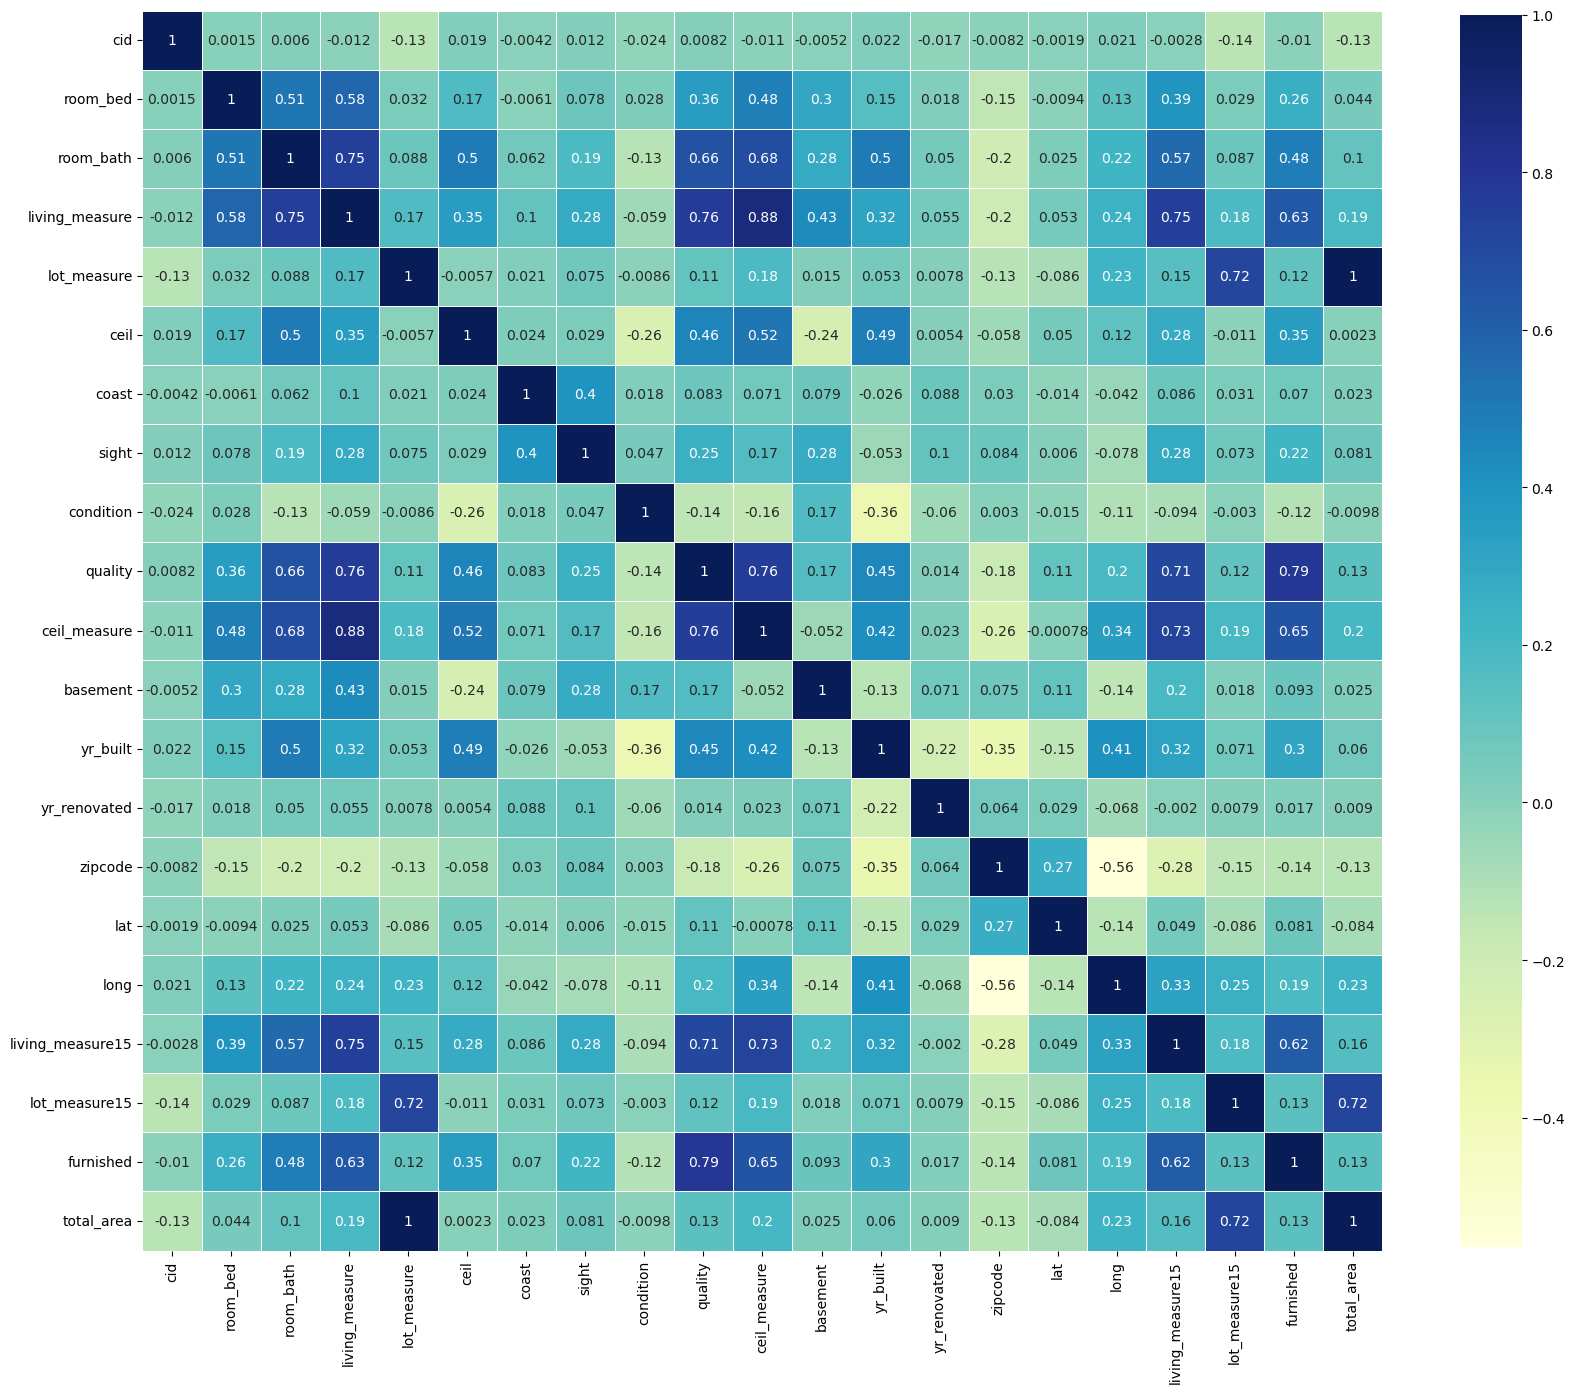 cid 1 0.0015 0.006 -0.012 -0.13 0.019 -0.0042 0.012 -0.024 0.0082 -0.011 -0.0052 0.022 -0.017 -0.0082 -0.0019 0.021 -0.0028 -0.14 -0.01 -0.13
room_bed 0.0015 1 0.51 0.58 0.032 0.17 -0.0061 0.078 0.028 0.36 0.48 0.3 0.15 0.018 -0.15 -0.0094 0.13 0.39 0.029 0.26 0.044
room_bath 0.006 0.51 1 0.75 0.088 0.5 0.062 0.19 -0.13 0.66 0.68 0.28 0.5 0.05 -0.2 0.025 0.22 0.57 0.087 0.48 0.1
living_measure -0.012 0.58 0.75 1 0.17 0.35 0.1 0.28 -0.059 0.76 0.88 0.43 0.32 0.055 -0.2 0.053 0.24 0.75 0.18 0.63 0.19
lot_measure -0.13 0.032 0.088 0.17 1 -0.0057 0.021 0.075 -0.0086 0.11 0.18 0.015 0.053 0.0078 -0.13 -0.086 0.23 0.15 0.72 0.12 1
ceil 0.019 0.17 0.5 0.35 -0.0057 1 0.024 0.029 -0.26 0.46 0.52 -0.24 0.49 0.0054 -0.058 0.05 0.12 0.28 -0.011 0.35 0.0023
coast -0.0042 -0.0061 0.062 0.1 0.021 0.024 1 0.4 0.018 0.083 0.071 0.079 -0.026 0.088 0.03 -0.014 -0.042 0.086 0.031 0.07 0.023
sight 0.012 0.078 0.19 0.28 0.075 0.029 0.4 1 0.047 0.25 0.17 0.28 -0.053 0.1 0.084 0.006 -0.078 0.28 0.073 0.22 0.081
condition -0.024 0.028 -0.13 -0.059 -0.0086 -0.26 0.018 0.047 1 -0.14 -0.16 0.17 -0.36 -0.06 0.003 -0.015 -0.11 -0.094 -0.003 -0.12 -0.0098
quality 0.0082 0.36 0.66 0.76 0.11 0.46 0.083 0.25 -0.14 1 0.76 0.17 0.45 0.014 -0.18 0.11 0.2 0.71 0.12 0.79 0.13
ceil_measure -0.011 0.48 0.68 0.88 0.18 0.52 0.071 0.17 -0.16 0.76 1 -0.052 0.42 0.023 -0.26 -0.00078 0.34 0.73 0.19 0.65 0.2
basement -0.0052 0.3 0.28 0.43 0.015 -0.24 0.079 0.28 0.17 0.17 -0.052 1 -0.13 0.071 0.075 0.11 -0.14 0.2 0.018 0.093 0.025
yr_built 0.022 0.15 0.5 0.32 0.053 0.49 -0.026 -0.053 -0.36 0.45 0.42 -0.13 1 -0.22 -0.35 -0.15 0.41 0.32 0.071 0.3 0.06
yr_renovated -0.017 0.018 0.05 0.055 0.0078 0.0054 0.088 0.1 -0.06 0.014 0.023 0.071 -0.22 1 0.064 0.029 -0.068 -0.002 0.0079 0.017 0.009
zipcode -0.0082 -0.15 -0.2 -0.2 -0.13 -0.058 0.03 0.084 0.003 -0.18 -0.26 0.075 -0.35 0.064 1 0.27 -0.56 -0.28 -0.15 -0.14 -0.13
lat -0.0019 -0.0094 0.025 0.053 -0.086 0.05 -0.014 0.006 -0.015 0.11 -0.00078 0.11 -0.15 0.029 0.27 1 -0.14 0.049 -0.086 0.081 -0.084
long 0.021 0.13 0.22 0.24 0.23 0.12 -0.042 -0.078 -0.11 0.2 0.34 -0.14 0.41 -0.068 -0.56 -0.14 1 0.33 0.25 0.19 0.23
living_measure15 -0.0028 0.39 0.57 0.75 0.15 0.28 0.086 0.28 -0.094 0.71 0.73 0.2 0.32 -0.002 -0.28 0.049 0.33 1 0.18 0.62 0.16
lot_measure15 -0.14 0.029 0.087 0.18 0.72 -0.011 0.031 0.073 -0.003 0.12 0.19 0.018 0.071 0.0079 -0.15 -0.086 0.25 0.18 1 0.13 0.72
furnished -0.01 0.26 0.48 0.63 0.12 0.35 0.07 0.22 -0.12 0.79 0.65 0.093 0.3 0.017 -0.14 0.081 0.19 0.62 0.13 1 0.13
total_area -0.13 0.044 0.1 0.19 1 0.0023 0.023 0.081 -0.0098 0.13 0.2 0.025 0.06 0.009 -0.13 -0.084 0.23 0.16 0.72 0.13 1
cid room_bed room_bath living_measure lot_measure ceil coast sight condition quality ceil_measure basement yr_built yr_renovated zipcode lat long living_measure15 lot_measure15 furnished total_area
1.0
0.8
0.6
0.4
0.2
0.0
−0.2
−0.4